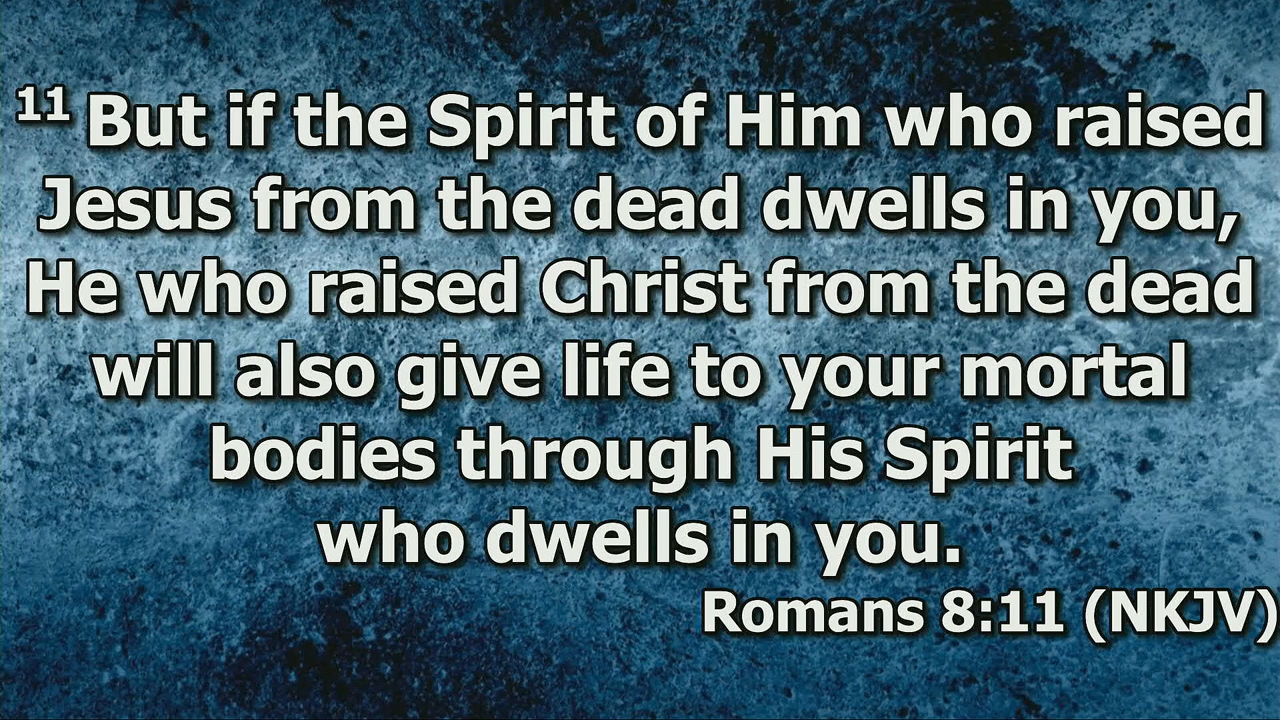 11 But if the Spirit of Him who raised
Jesus from the dead dwells in you,
He who raised Christ from the dead
will also give life to your mortal
bodies through His Spirit
who dwells in you.
Romans 8:11 (NKJV)